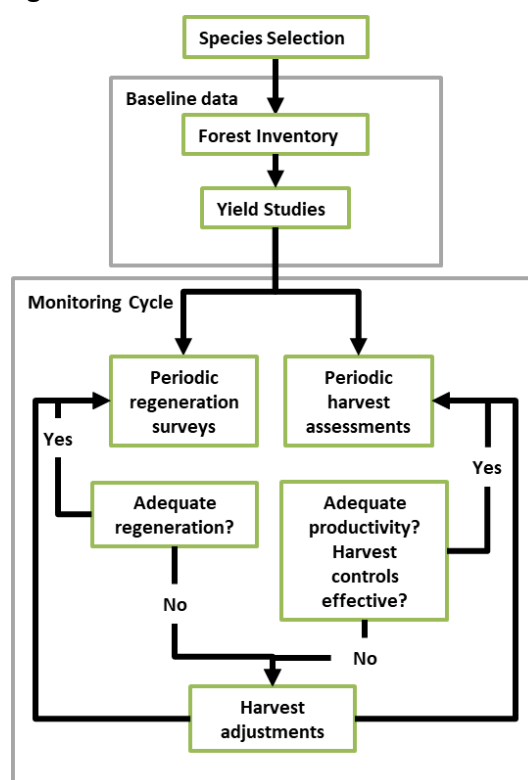 Species Selection
Baseline data
Forest Inventory
Yield Studies
Monitoring Cycle
Periodic
regeneration
surveys
Periodic
harvest
assessments
Yes
Yes
Adequate
regeneration?
Adequate
productivity?
Harvest
controls
effective?
No
No
Harvest
adjustments